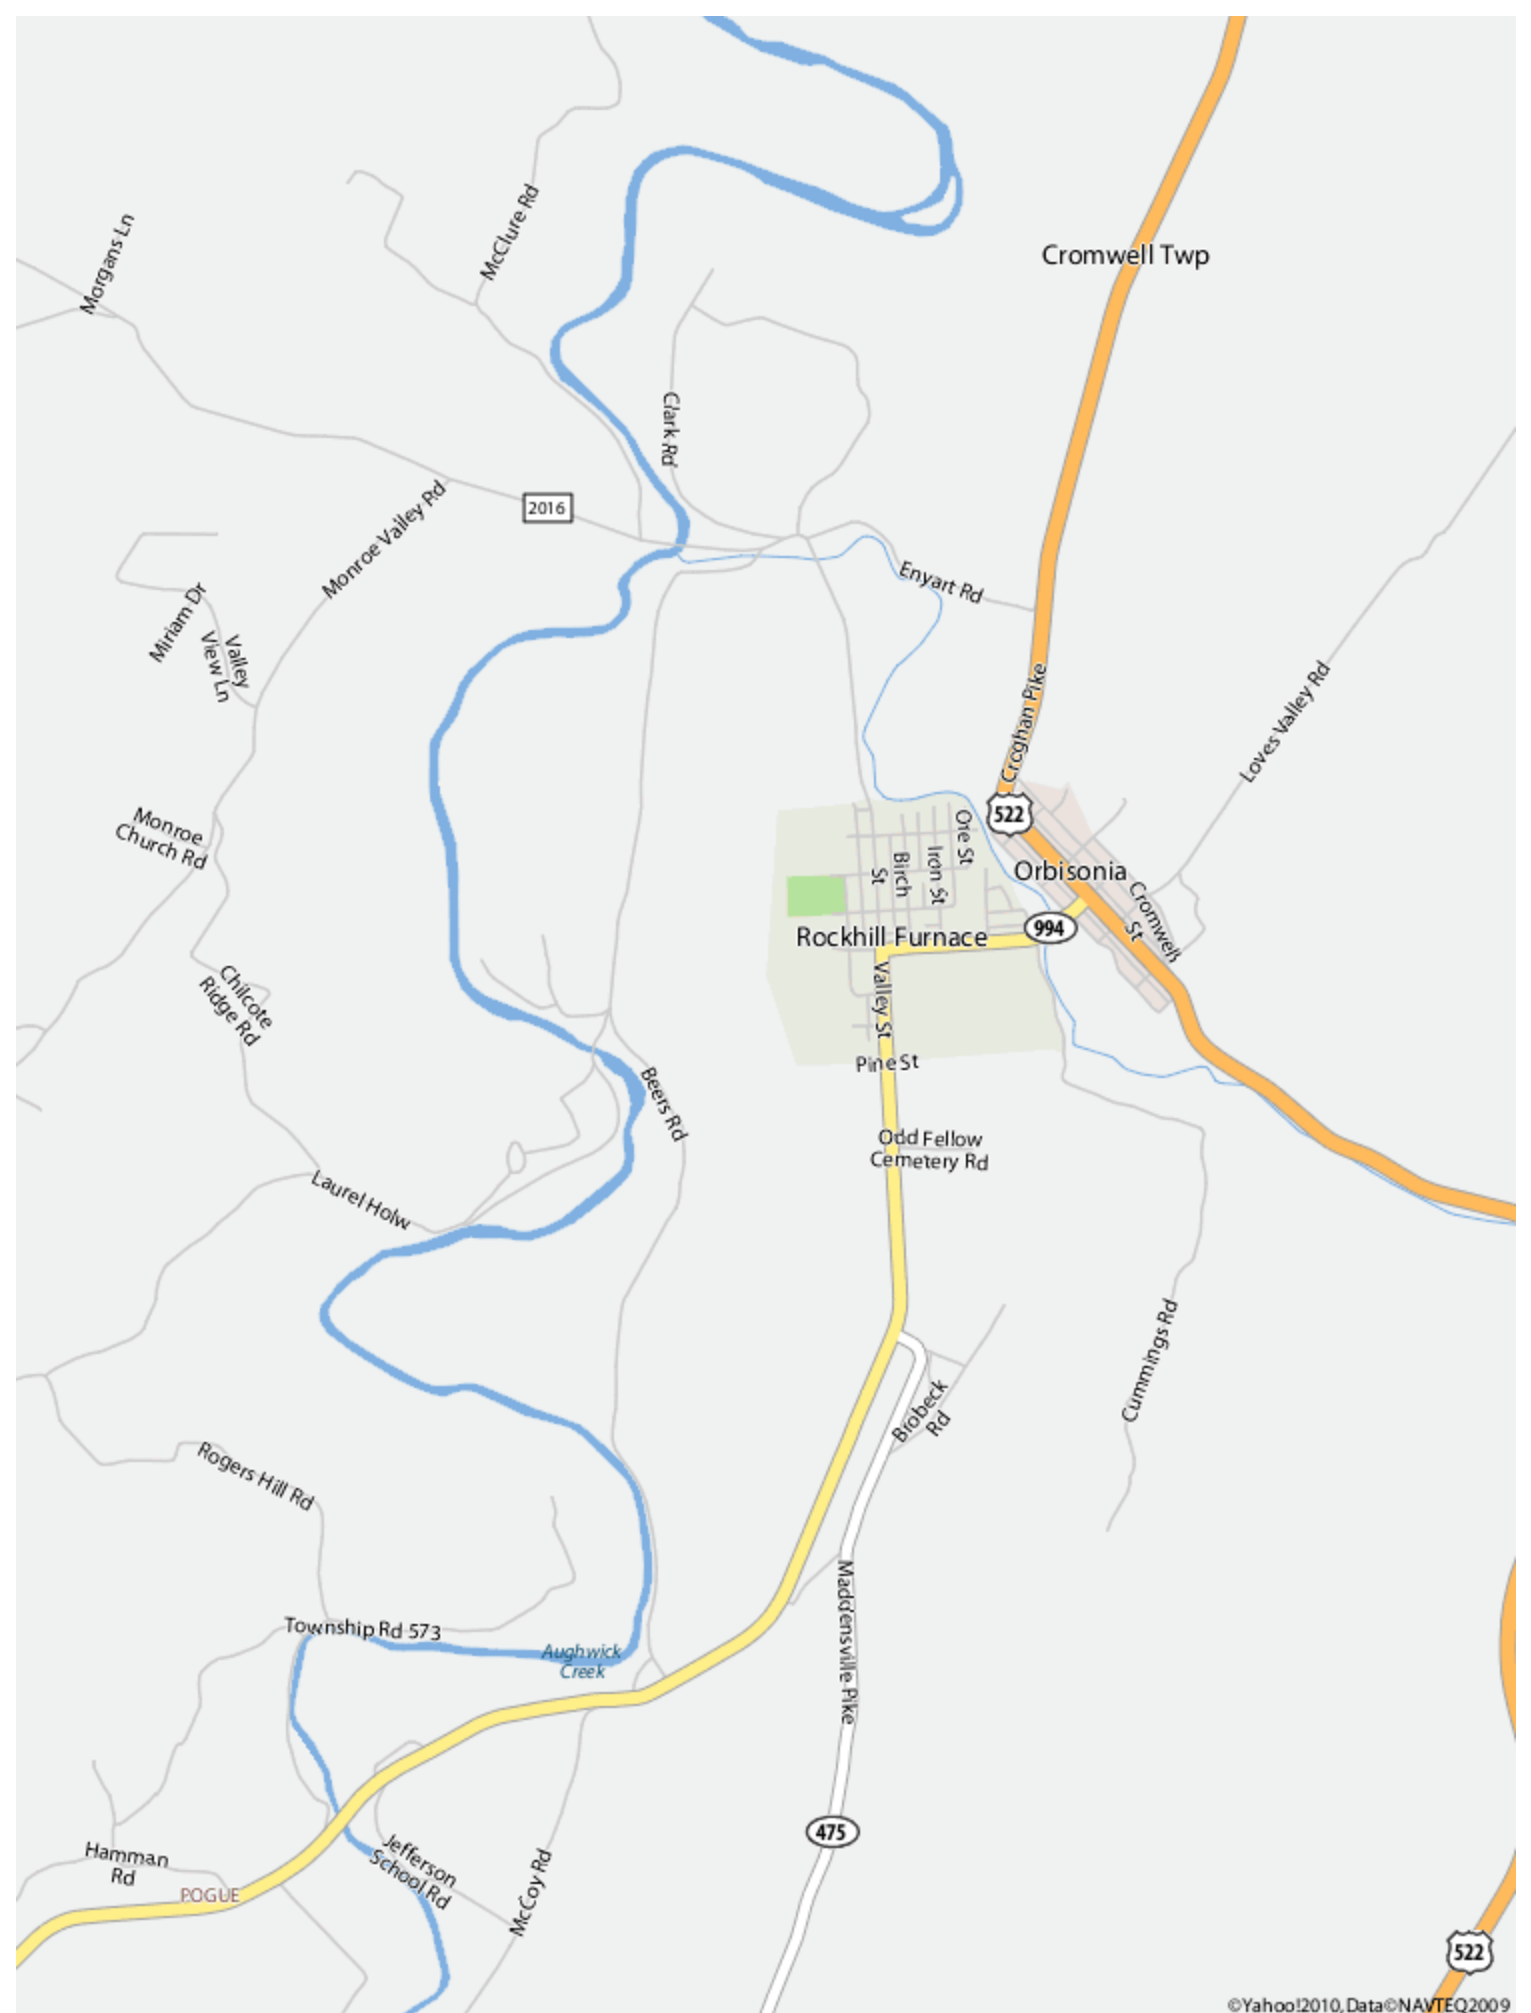 Cromwell Twp
McClure Rd
Morgans Ln
Clark Rd
2016
Monroe Valley Rd
Enyart Rd
Miriam Dr
Valley
View Ln
Croghan Pike
Loves Valley Rd
522
Monroe
Church Rd
Ore St
Iron St
Birch
St
Orbisonia
Cromwell
St
994
Rockhill Furnace
Valley St
Chilcote
Ridge Rd
Pine St
Beers Rd
Odd Fellow
Cemetery Rd
Laurel Holw
Cummings Rd
Brobeck
Rd
Rogers Hill Rd
Township Rd 573
Aughwick
Creek
Maddensville Pike
475
Hamman
Rd
Jefferson
School Rd
McCoy Rd
POGUE
522
©Yahoo!2010, Data©NAVTEQ2009